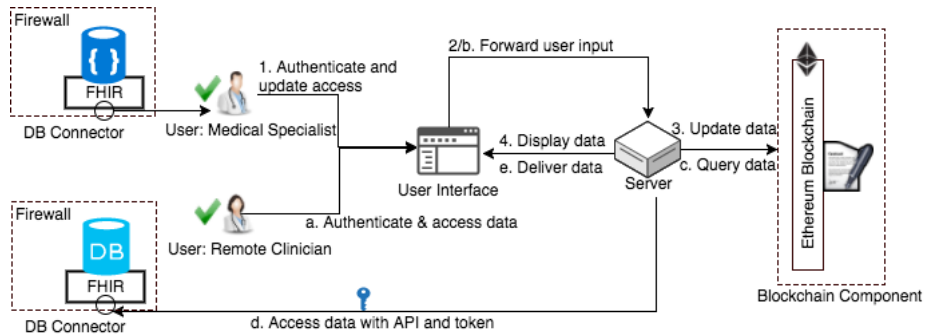 Firewall
FHIR
DB Connector
1. Authenticate and
update access
User: Medical Specialist
2/b. Forward user input
4. Display data
e. Deliver data
User Interface
Server
3. Update data
c. Query data
Ethereum Blockchain
Blockchain Component
Firewall
DB
FHIR
DB Connector
User: Remote Clinician
a. Authenticate & access data
d. Access data with API and token